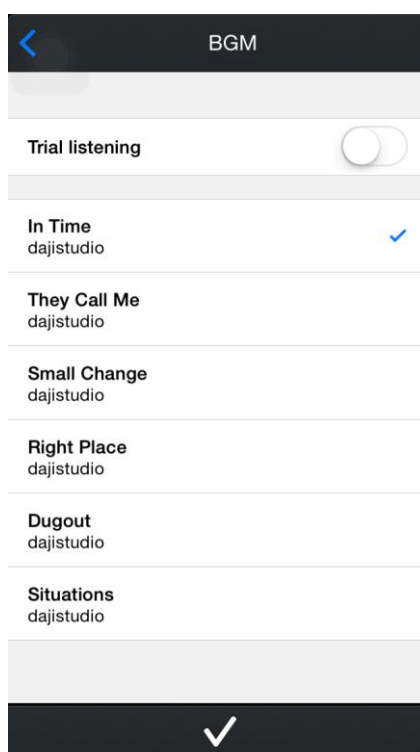 BGM
Trial listening
In Time
dajistudio
They Call Me
dajistudio
Small Change
dajistudio
Right Place
dajistudio
Dugout
dajistudio
Situations
dajistudio